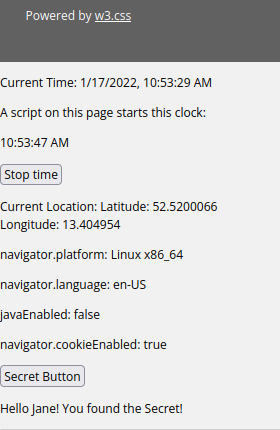 Powered by w3.css
Current Time: 1/17/2022, 10:53:29 AM
A script on this page starts this clock:
10:53:47 AM
Stop time
Current Location: Latitude: 52.5200066
Longitude: 13.404954
navigator.platform: Linux x86_64
navigator.language: en-US
javaEnabled: false
navigator.cookieEnabled: true
Secret Button
Hello Jane! You found the Secret!